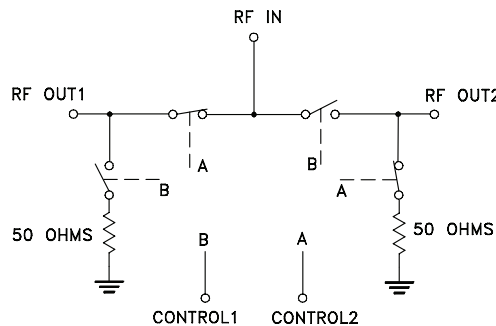 RF IN
RF OUT1
RF OUT2
A
B
B
A
50 OHMS
50 OHMS
B
A
CONTROL1
CONTROL2